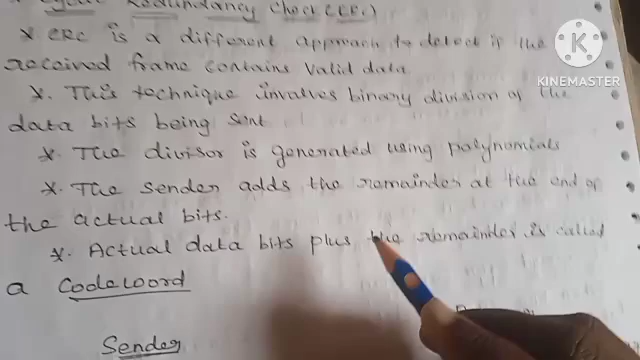 Cyclic Redundancy Check
* CRC is a different approach to detect if the
received frame contains valid data
*. This technique involves binary division of the
data bits being sent
*. The divisor is generated using polynomials
*. The sender adds the remainder at the end of
the actual bits.
*. Actual data bits plus the remainder is called
a Codeword
Sender
KINEMASTER